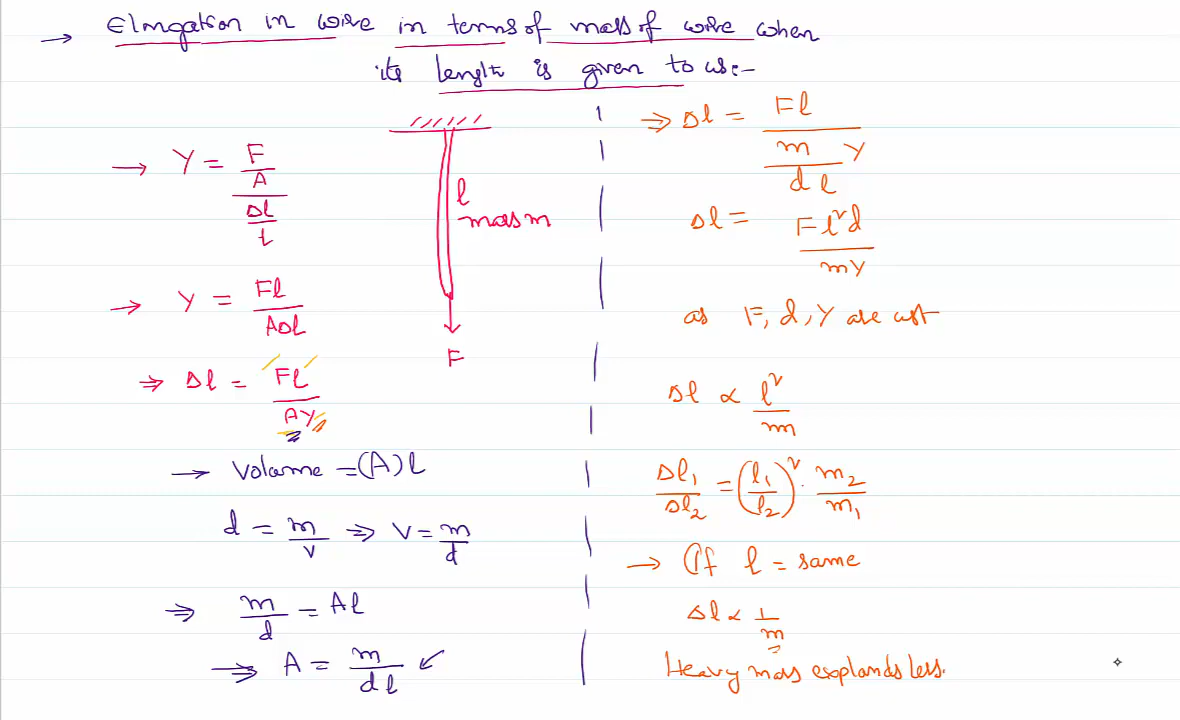 → Elongation in wire in terms of mass of wire when
its length is given to us:-
→ Y = (F/A)/(Δl/l)
→ Y = Fl/AΔl
⇒ Δl = Fl/AY
→ Volume = (A) l
d = m/v ⇒ V = m/d
⇒ m/d = Al
⇒ A = m/dl ✓
l
mass m
F
⇒ Δl = Fl/((m/dl) Y)
Δl = Fl²d/mY
as F, d, Y are cost
Δl ∝ l²/m
Δl₁/Δl₂ = (l₁/l₂)² · m₂/m₁
→ (If l = same
Δl ∝ 1/m
Heavy mass explands less.